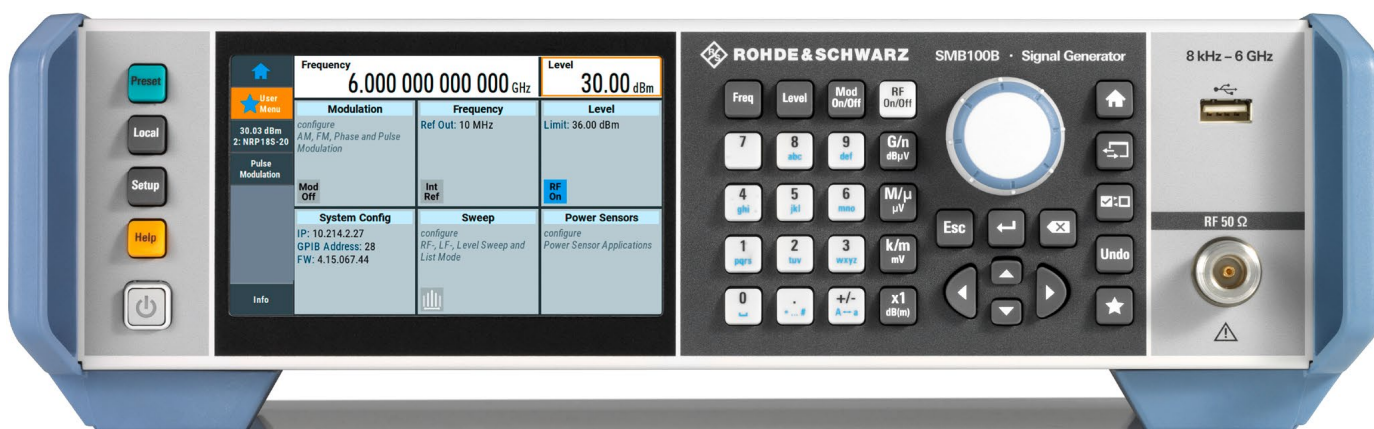 Preset
Local
Setup
Help
User
Menu
30.03 dBm
2: NRP18S-20
Pulse
Modulation
Info
Frequency
6.000 000 000 000 GHz
Level
30.00 dBm
Modulation
configure
AM, FM, Phase and Pulse
Modulation
Mod
Off
Frequency
Ref Out: 10 MHz
Int
Ref
Level
Limit: 36.00 dBm
RF
On
System Config
IP: 10.214.2.27
GPIB Address: 28
FW: 4.15.067.44
Sweep
configure
RF-, LF-, Level Sweep and
List Mode
Power Sensors
configure
Power Sensor Applications
R/S ROHDE&SCHWARZ
SMB100B · Signal Generator
Freq
Level
Mod
On/Off
RF
On/Off
7
8
abc
9
def
G/n
dBµV
4
ghi
5
jkl
6
mno
M/µ
µV
1
pqrs
2
tuv
3
wxyz
k/m
mV
0
.
* ... #
+/-
A↔a
x1
dB(m)
Esc
Undo
8 kHz – 6 GHz
RF 50 Ω